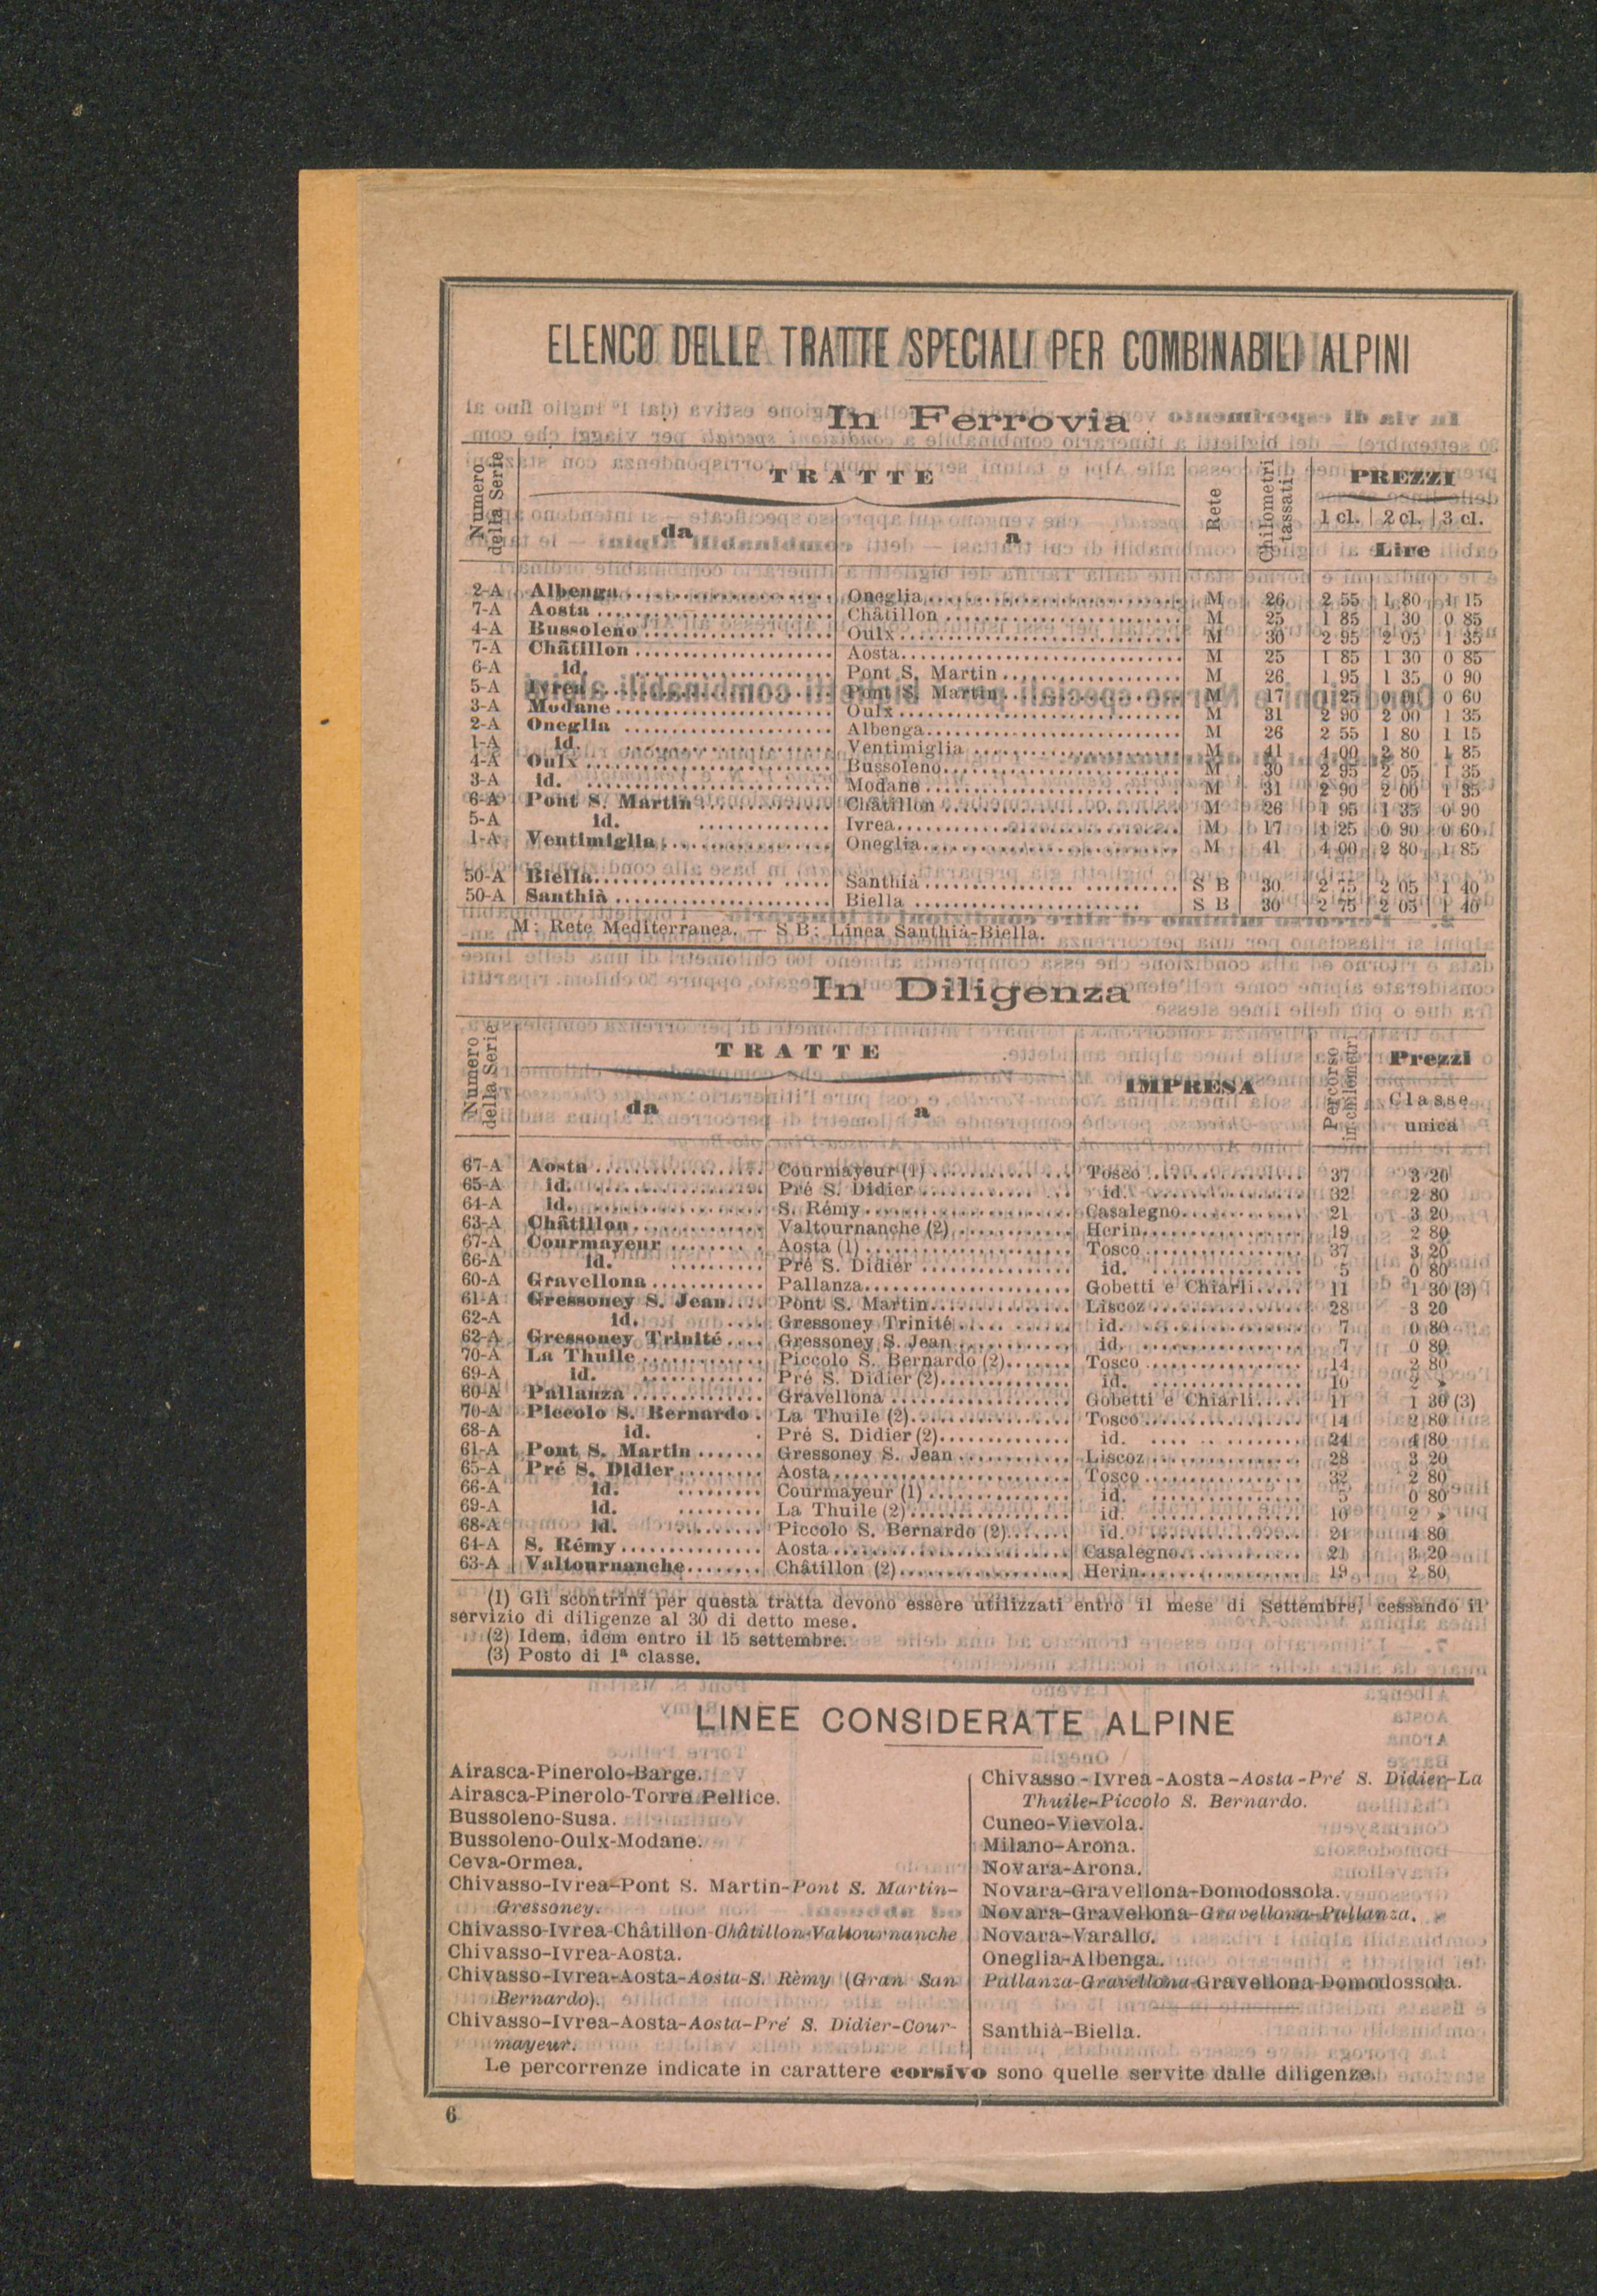 ELENCO DELLE TRATTE SPECIALI PER COMBINABILI ALPINI
In Ferrovia
Numero della Serie
TRATTE
da
a
Rete
Chilometri tassati
PREZZI
1 cl. 2 cl. 3 cl.
Lire
2-A Albenga Oneglia M 26 2 55 1 80 1 15
7-A Aosta Châtillon M 25 1 85 1 30 0 85
4-A Bussoleno Oulx M 30 2 95 2 05 1 35
7-A Châtillon Aosta M 25 1 85 1 30 0 85
6-A id. Pont S. Martin M 26 1 95 1 35 0 90
5-A Ivrea Pont S. Martin M 17 1 25 0 90 0 60
3-A Modane Oulx M 31 2 90 2 00 1 35
2-A Oneglia Albenga M 26 2 55 1 80 1 15
1-A id. Ventimiglia M 41 4 00 2 80 1 85
4-A Oulx Bussoleno M 30 2 95 2 05 1 35
3-A id. Modane M 31 2 90 2 00 1 35
6-A Pont S. Martin Châtillon M 26 1 95 1 35 0 90
5-A id. Ivrea M 17 1 25 0 90 0 60
1-A Ventimiglia Oneglia M 41 4 00 2 80 1 85
50-A Biella Santhià S B 30 2 75 2 05 1 40
50-A Santhià Biella S B 30 2 75 2 05 1 40
M: Rete Mediterranea. — S B: Linea Santhià-Biella.
In Diligenza
Numero della Serie
TRATTE
da
a
IMPRESA
Percorso in chilometri
Prezzi
Classe
unica
67-A Aosta Courmayeur (1) Tosco 37 3 20
65-A id. Pré S. Didier id. 32 2 80
64-A id. S. Rémy Casalegno 21 3 20
63-A Châtillon Valtournanche (2) Herin 19 2 80
67-A Courmayeur Aosta (1) Tosco 37 3 20
66-A id. Pré S. Didier id. 5 0 80
60-A Gravellona Pallanza Gobetti e Chiarli 11 1 30 (3)
61-A Gressoney S. Jean Pont S. Martin Liscoz 28 3 20
62-A id. Gressoney Trinité id. 7 0 80
62-A Gressoney Trinité Gressoney S. Jean id. 7 0 80
70-A La Thuile Piccolo S. Bernardo (2) Tosco 14 2 80
69-A id. Pré S. Didier (2) id. 10 2 »
60-A Pallanza Gravellona Gobetti e Chiarli 11 1 30 (3)
70-A Piccolo S. Bernardo La Thuile (2) Tosco 14 2 80
68-A id. Pré S. Didier (2) id. 24 4 80
61-A Pont S. Martin Gressoney S. Jean Liscoz 28 3 20
65-A Pré S. Didier Aosta Tosco 32 2 80
66-A id. Courmayeur (1) id. 5 0 80
69-A id. La Thuile (2) id. 10 2 »
68-A id. Piccolo S. Bernardo (2) id. 24 4 80
64-A S. Rémy Aosta Casalegno 21 3 20
63-A Valtournanche Châtillon (2) Herin 19 2 80
(1) Gli scontrini per questa tratta devono essere utilizzati entro il mese di Settembre, cessando il
servizio di diligenze al 30 di detto mese.
(2) Idem, idem entro il 15 settembre.
(3) Posto di 1ª classe.
LINEE CONSIDERATE ALPINE
Airasca-Pinerolo-Barge.
Airasca-Pinerolo-Torre Pellice.
Bussoleno-Susa.
Bussoleno-Oulx-Modane.
Ceva-Ormea.
Chivasso-Ivrea-Pont S. Martin-Pont S. Martin-
Gressoney.
Chivasso-Ivrea-Châtillon-Châtillon-Valtournanche
Chivasso-Ivrea-Aosta.
Chivasso-Ivrea-Aosta-Aosta-S. Rèmy (Gran San
Bernardo).
Chivasso-Ivrea-Aosta-Aosta-Pré S. Didier-Cour-
mayeur.
Chivasso-Ivrea-Aosta-Aosta-Pré S. Didier-La
Thuile-Piccolo S. Bernardo.
Cuneo-Vievola.
Milano-Arona.
Novara-Arona.
Novara-Gravellona-Domodossola.
Novara-Gravellona-Gravellona-Pallanza.
Novara-Varallo.
Oneglia-Albenga.
Pallanza-Gravellona-Gravellona-Domodossola.
Santhià-Biella.
Le percorrenze indicate in carattere corsivo sono quelle servite dalle diligenze.
6